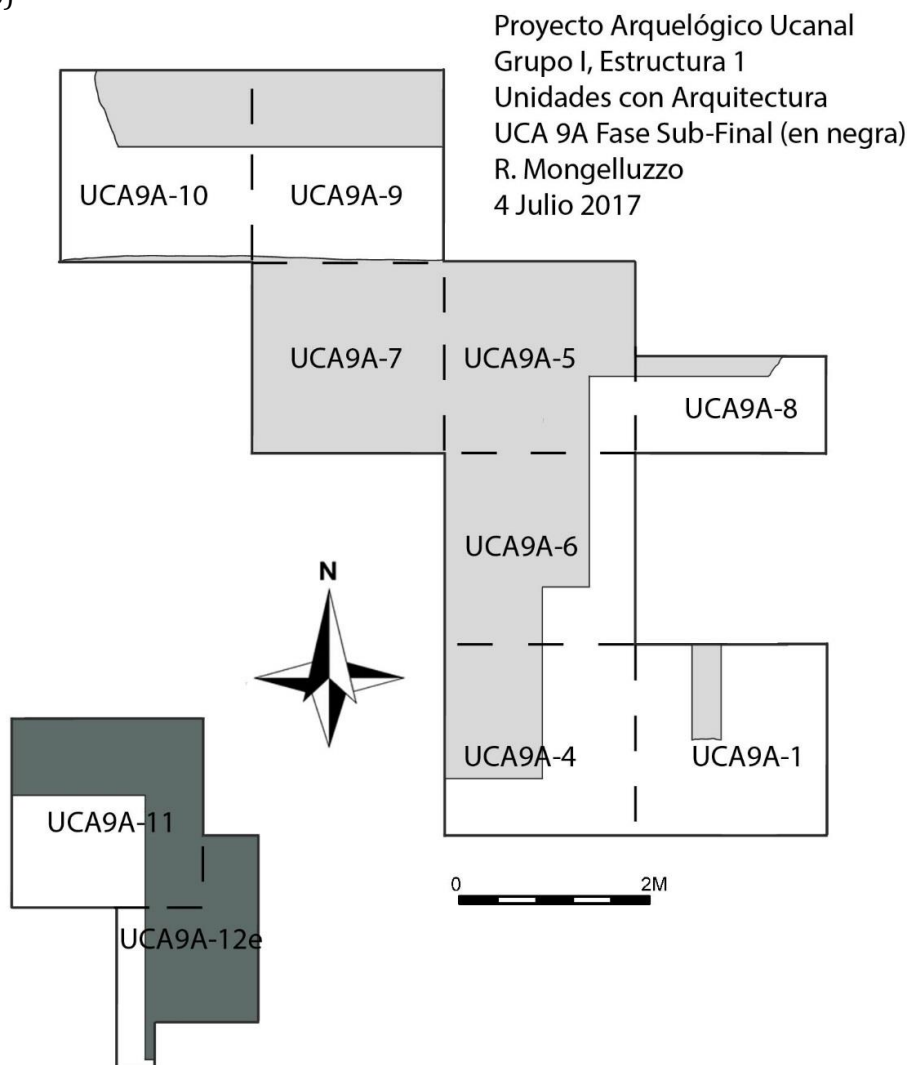 Proyecto Arquelógico Ucanal
Grupo I, Estructura 1
Unidades con Arquitectura
UCA 9A Fase Sub-Final (en negra)
R. Mongelluzzo
4 Julio 2017
UCA9A-10
UCA9A-9
UCA9A-7
UCA9A-5
UCA9A-8
UCA9A-6
N
UCA9A-4
UCA9A-1
UCA9A-11
0
2M
UCA9A-12e